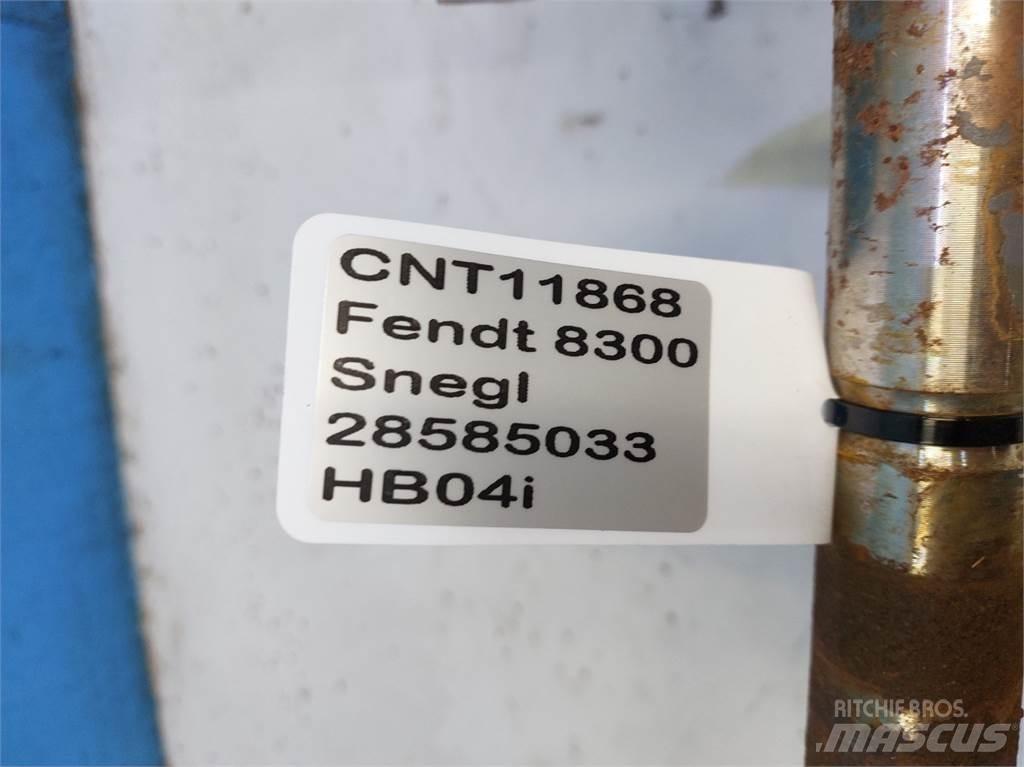 CNT11868
Fendt 8300
Snegl
28585033
HB04i
RITCHIE BROS.
MASCUS